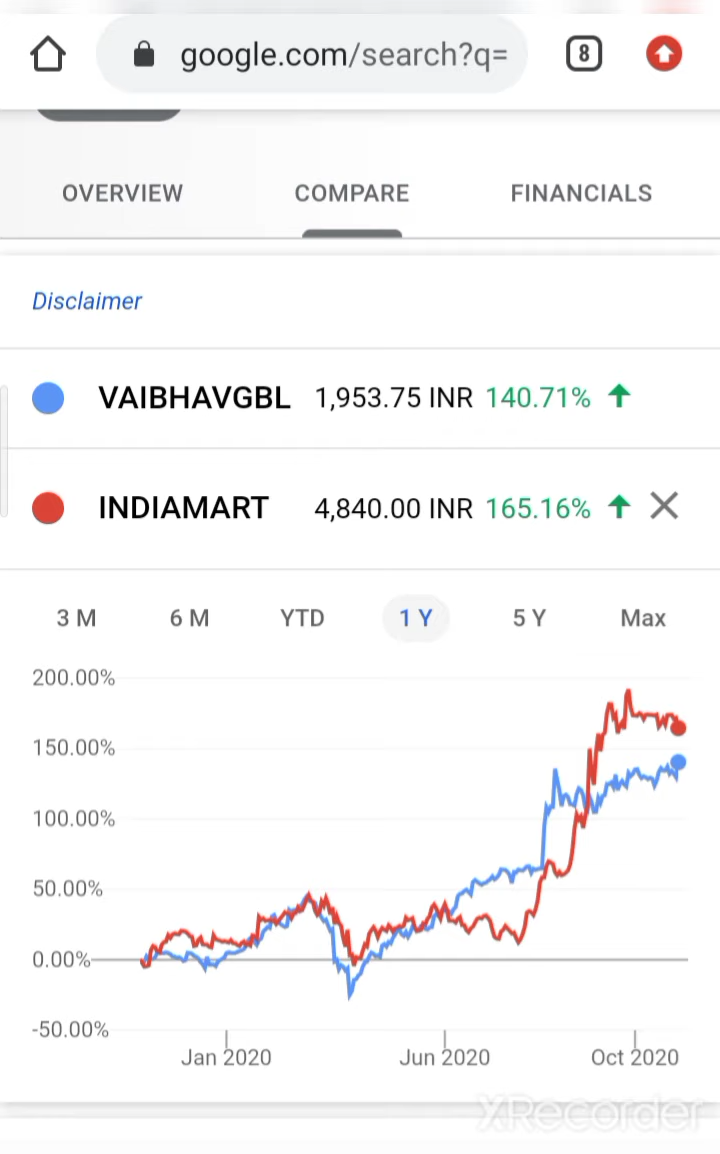 google.com/search?q= 8
OVERVIEW COMPARE FINANCIALS
Disclaimer
VAIBHAVGBL 1,953.75 INR 140.71%
INDIAMART 4,840.00 INR 165.16%
3 M 6 M YTD 1 Y 5 Y Max
200.00%
150.00%
100.00%
50.00%
0.00%
-50.00%
Jan 2020 Jun 2020 Oct 2020
XRecorder